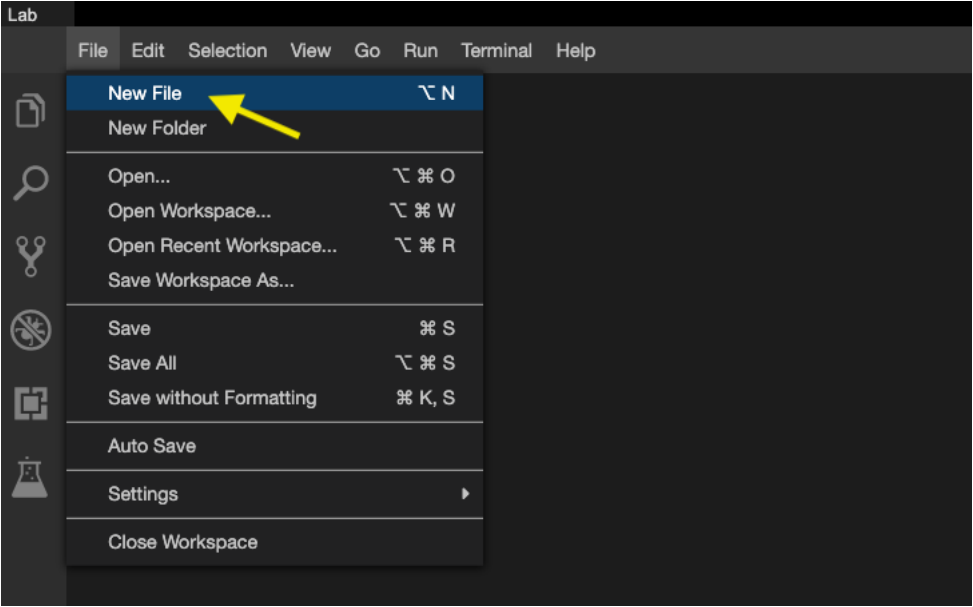 Lab
File Edit Selection View Go Run Terminal Help
New File ⌥ N
New Folder
Open... ⌥ ⌘ O
Open Workspace... ⌥ ⌘ W
Open Recent Workspace... ⌥ ⌘ R
Save Workspace As...
Save ⌘ S
Save All ⌥ ⌘ S
Save without Formatting ⌘ K, S
Auto Save
Settings
Close Workspace